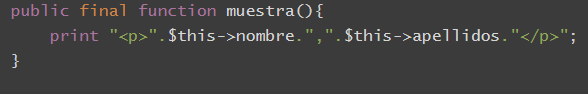 public final function muestra(){
    print "<p>".$this->nombre.",".$this->apellidos."</p>";
}